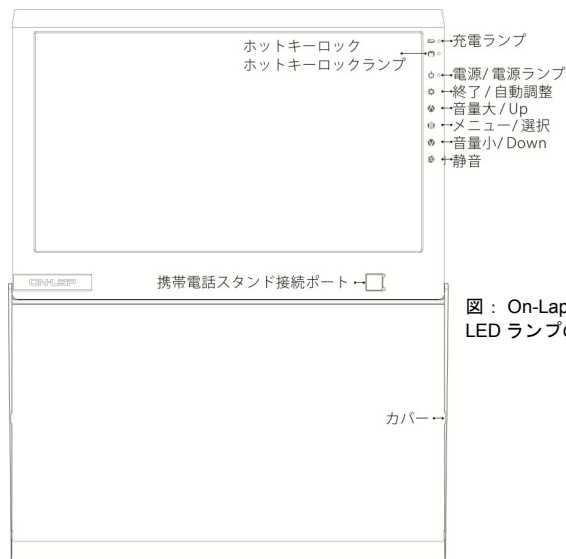 充電ランプ
ホットキーロック
ホットキーロックランプ
電源/ 電源ランプ
終了 / 自動調整
音量大 / Up
メニュー/ 選択
音量小/ Down
静音
ON-LAP
携帯電話スタンド接続ポート
図： On-Lap
LED ランプの
カバー